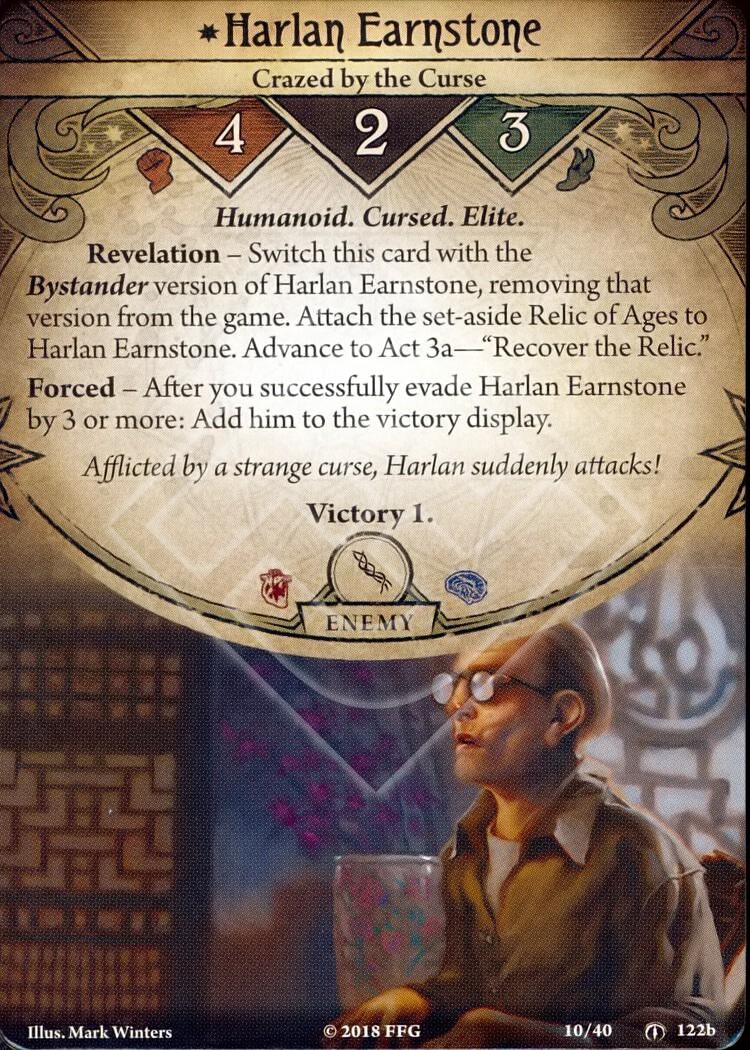 Harlan Earnstone
Crazed by the Curse
4 2 3
Humanoid. Cursed. Elite.
Revelation – Switch this card with the
Bystander version of Harlan Earnstone, removing that
version from the game. Attach the set-aside Relic of Ages to
Harlan Earnstone. Advance to Act 3a—“Recover the Relic.”
Forced – After you successfully evade Harlan Earnstone
by 3 or more: Add him to the victory display.
Afflicted by a strange curse, Harlan suddenly attacks!
Victory 1.
ENEMY
Illus. Mark Winters © 2018 FFG 10/40 122b